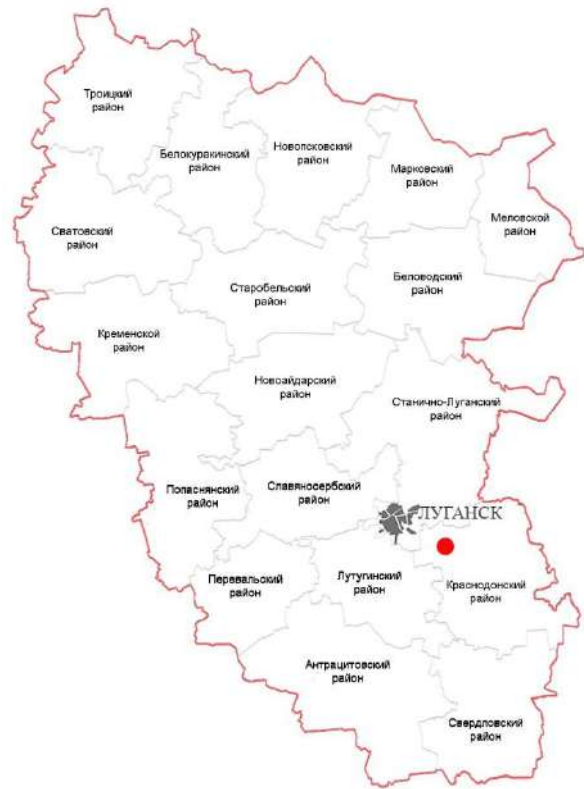 Троицкий
район
Белокуракинский
район
Новопсковский
район
Марковский
район
Меловской
район
Сватовский
район
Старобельский
район
Беловодский
район
Кременской
район
Новоайдарский
район
Станично-Луганский
район
Попаснянский
район
Славяносербский
район
ЛУГАНСК
Перевальский
район
Лутугинский
район
Краснодонский
район
Антрацитовский
район
Свердловский
район